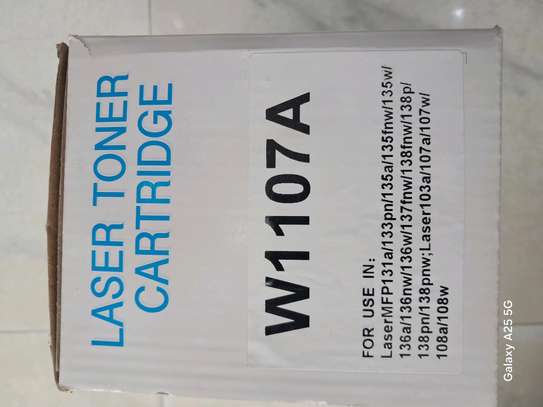 LASER TONER
CARTRIDGE
W1107A
FOR USE IN:
LaserMFP131a/133pn/135a/135fnw/135w/
136a/136nw/136w/137fnw/138fnw/138p/
138pn/138pnw;Laser103a/107a/107w/
108a/108w
Galaxy A25 5G